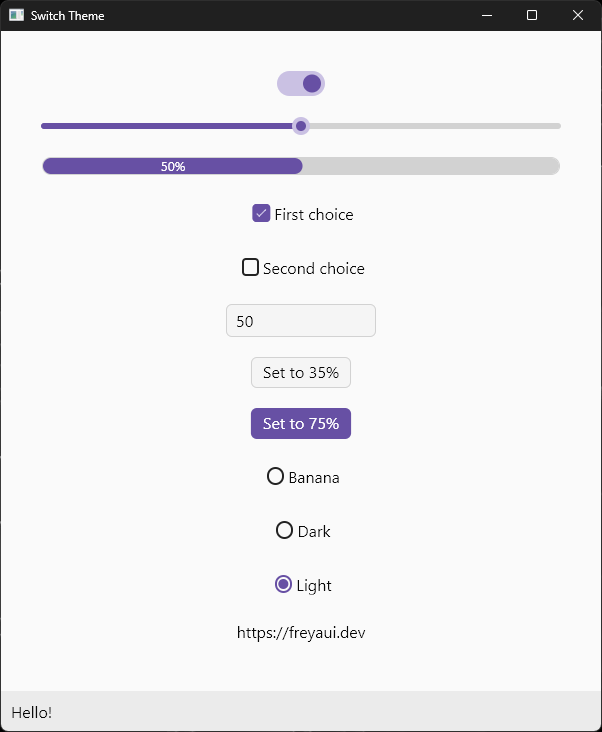 Switch Theme
50%
First choice
Second choice
50
Set to 35%
Set to 75%
Banana
Dark
Light
https://freyaui.dev
Hello!